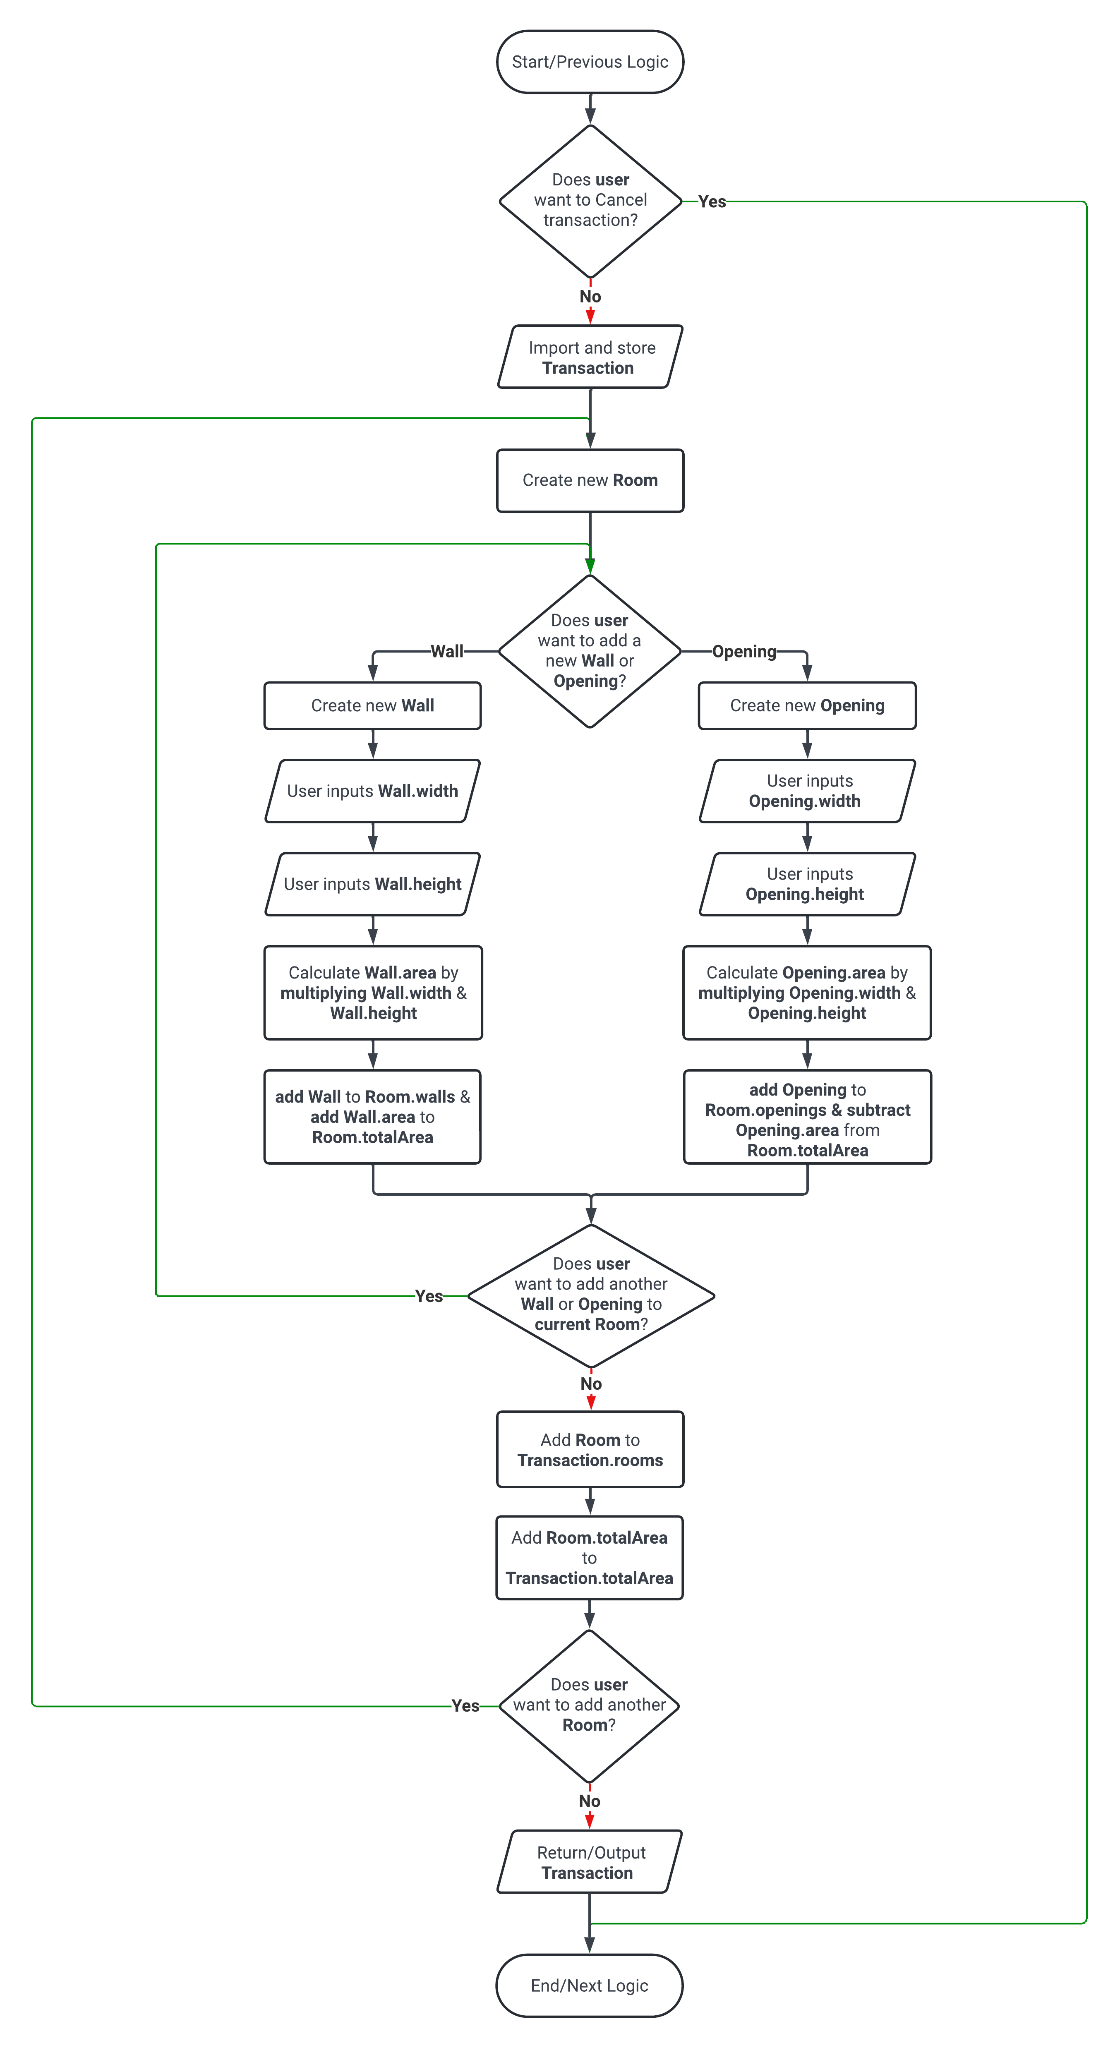 Start/Previous Logic
Does user
want to Cancel
transaction?
Yes
No
Import and store
Transaction
Create new Room
Does user
want to add a
new Wall or
Opening?
Wall
Opening
Create new Wall
User inputs Wall.width
User inputs Wall.height
Calculate Wall.area by
multiplying Wall.width &
Wall.height
add Wall to Room.walls &
add Wall.area to
Room.totalArea
Create new Opening
User inputs
Opening.width
User inputs
Opening.height
Calculate Opening.area by
multiplying Opening.width &
Opening.height
add Opening to
Room.openings & subtract
Opening.area from
Room.totalArea
Does user
want to add another
Wall or Opening to
current Room?
Yes
No
Add Room to
Transaction.rooms
Add Room.totalArea
to
Transaction.totalArea
Does user
want to add another
Room?
Yes
No
Return/Output
Transaction
End/Next Logic